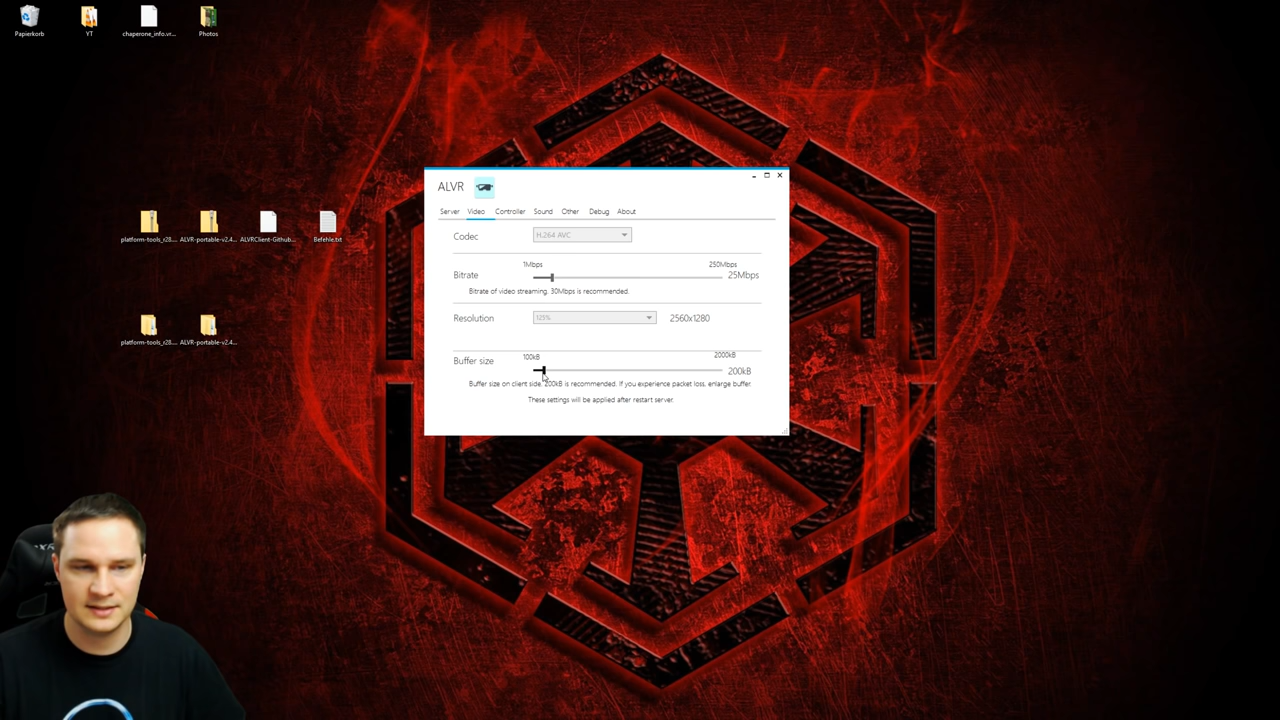 Papierkorb
YT
chaperone_info.vr...
Photos
platform-tools_r28....
ALVR-portable-v2.4...
ALVRClient-Github...
Befehle.txt
platform-tools_r28....
ALVR-portable-v2.4...
ALVR
Server Video Controller Sound Other Debug About
Codec
H.264 AVC
1Mbps 250Mbps
Bitrate 25Mbps
Bitrate of video streaming. 30Mbps is recommended.
Resolution 125% 2560x1280
100kB 2000kB
Buffer size 200kB
Buffer size on client side. 200kB is recommended. If you experience packet loss, enlarge buffer.
These settings will be applied after restart server.